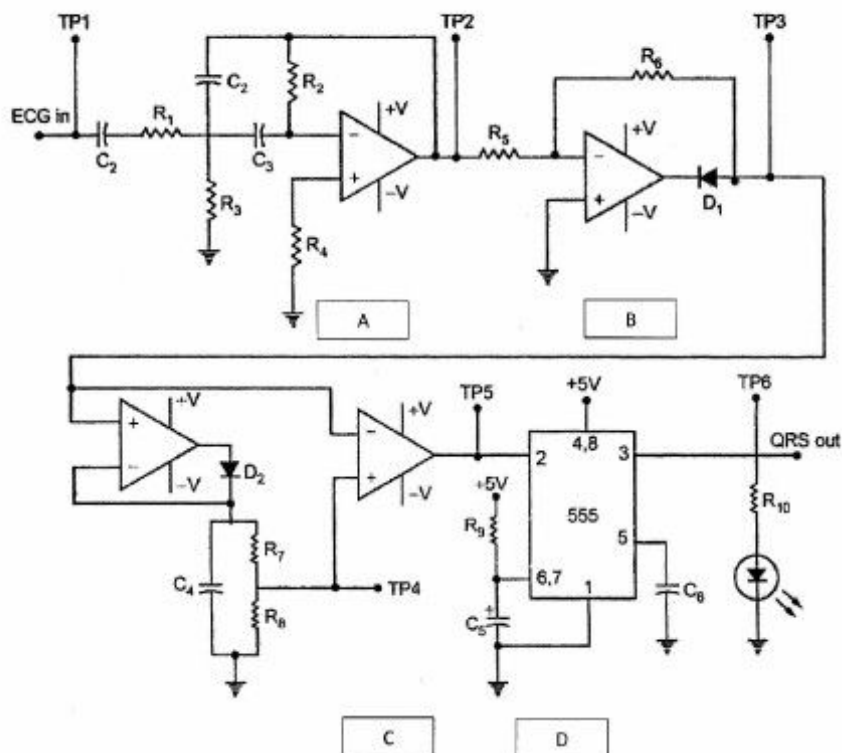 TP1
TP2
TP3
C2
R2
R6
ECG in
R1
+V
R5
+V
C2
C3
−
+
−
+
−V
D1
−V
R3
R4
A
B
+V
+V
TP5
+5V
TP6
+
−
−
+
D2
−V
−V
2
4,8
3
QRS out
+5V
R9
555
R10
R7
5
C4
TP4
6,7
1
C6
R8
+
C5
C
D